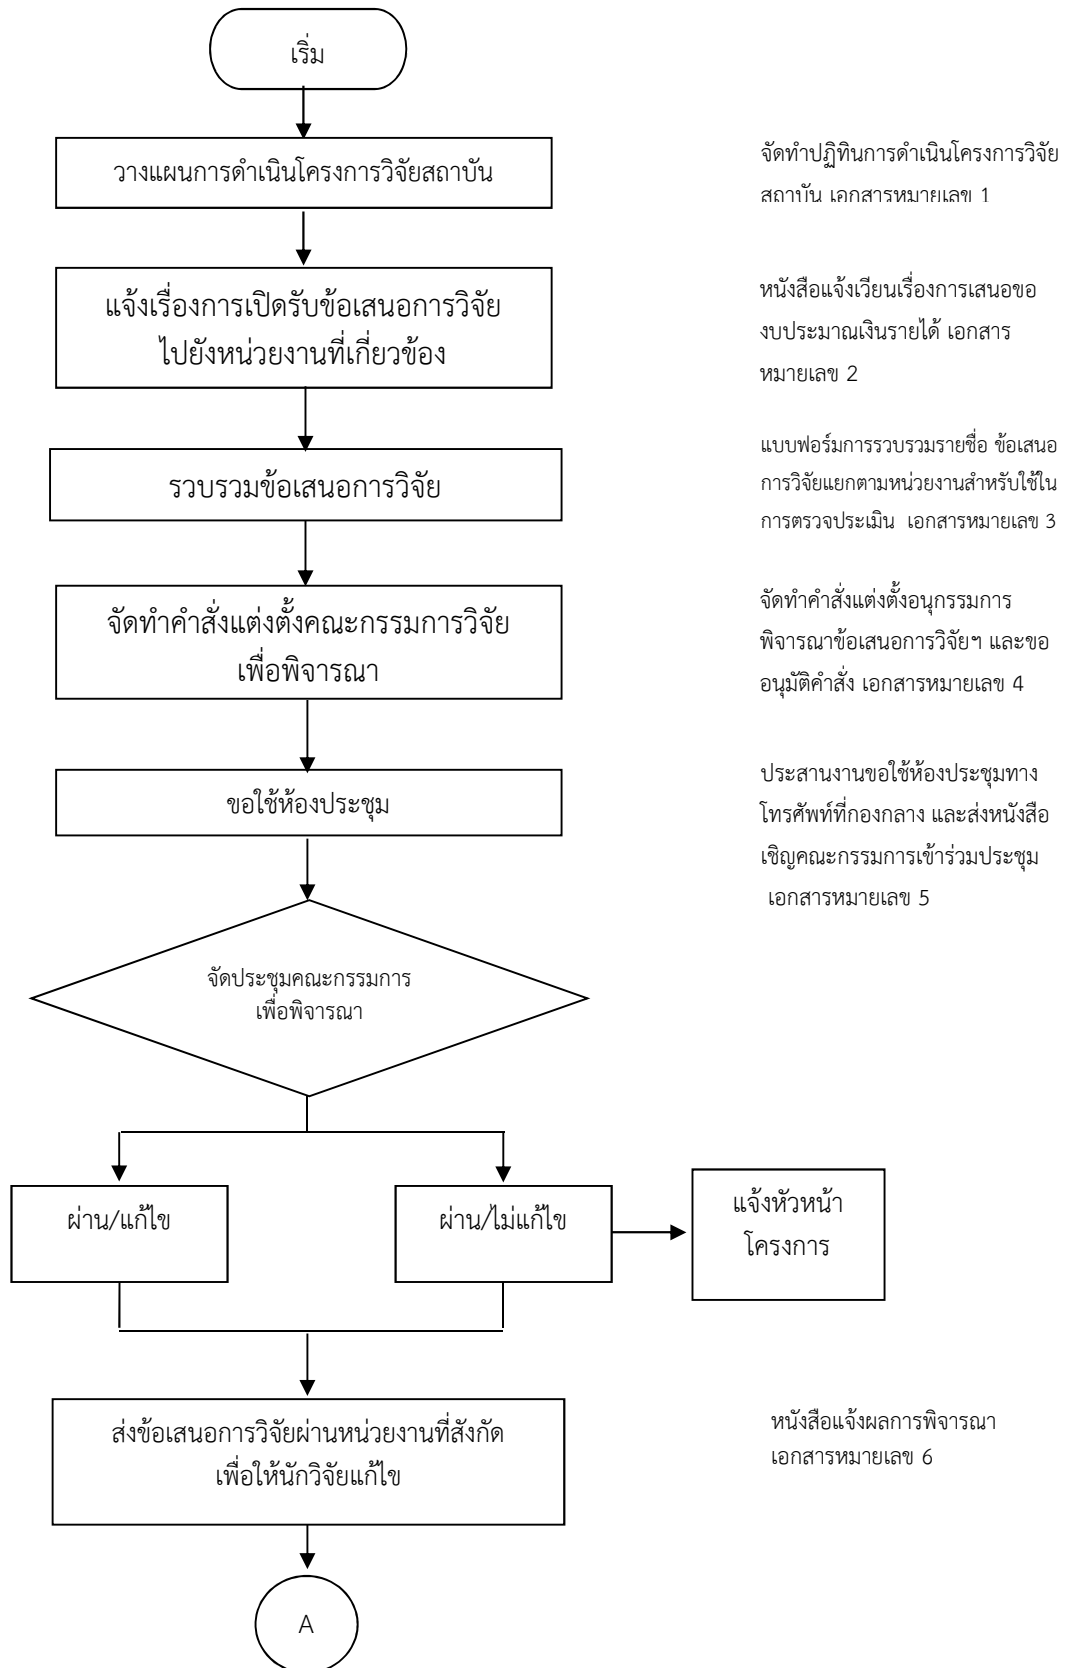 เริ่ม
วางแผนการดำเนินโครงการวิจัยสถาบัน
จัดทำปฏิทินการดำเนินโครงการวิจัย
สถาบัน เอกสารหมายเลข 1
แจ้งเรื่องการเปิดรับข้อเสนอการวิจัย
ไปยังหน่วยงานที่เกี่ยวข้อง
หนังสือแจ้งเวียนเรื่องการเสนอขอ
งบประมาณเงินรายได้ เอกสาร
หมายเลข 2
รวบรวมข้อเสนอการวิจัย
แบบฟอร์มการรวบรวมรายชื่อ ข้อเสนอ
การวิจัยแยกตามหน่วยงานสำหรับใช้ใน
การตรวจประเมิน เอกสารหมายเลข 3
จัดทำคำสั่งแต่งตั้งคณะกรรมการวิจัย
เพื่อพิจารณา
จัดทำคำสั่งแต่งตั้งอนุกรรมการ
พิจารณาข้อเสนอการวิจัยฯ และขอ
อนุมัติคำสั่ง เอกสารหมายเลข 4
ขอใช้ห้องประชุม
ประสานงานขอใช้ห้องประชุมทาง
โทรศัพท์ที่กองกลาง และส่งหนังสือ
เชิญคณะกรรมการเข้าร่วมประชุม
เอกสารหมายเลข 5
จัดประชุมคณะกรรมการ
เพื่อพิจารณา
ผ่าน/แก้ไข
ผ่าน/ไม่แก้ไข
แจ้งหัวหน้า
โครงการ
ส่งข้อเสนอการวิจัยผ่านหน่วยงานที่สังกัด
เพื่อให้นักวิจัยแก้ไข
หนังสือแจ้งผลการพิจารณา
เอกสารหมายเลข 6
A